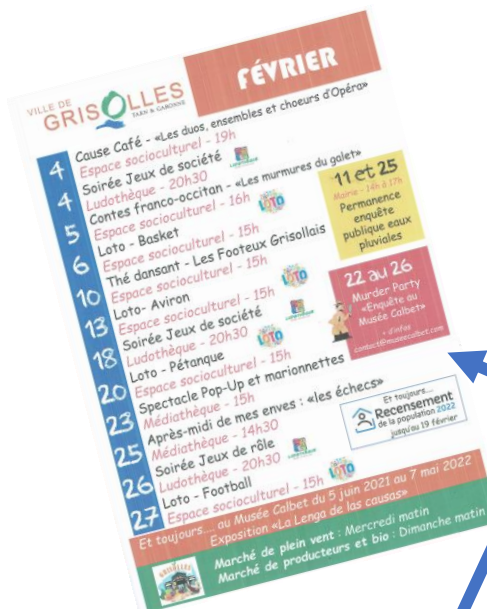 VILLE DE
GRISOLLES
TARN & GARONNE
FÉVRIER
4 Cause Café - «Les duos, ensembles et choeurs d'Opéra»
Espace socioculturel - 19h
4 Soirée Jeux de société
Ludothèque - 20h30
5 Contes franco-occitan - «Les murmures du galet»
Espace socioculturel - 16h
6 Loto - Basket
Espace socioculturel - 15h
10 Thé dansant - Les Footeux Grisollais
Espace socioculturel - 15h
13 Loto- Aviron
Espace socioculturel - 15h
18 Soirée Jeux de société
Ludothèque - 20h30
20 Loto - Pétanque
Espace socioculturel - 15h
23 Spectacle Pop-Up et marionnettes
Médiathèque - 15h
25 Après-midi de mes enves : «les échecs»
Médiathèque - 14h30
26 Soirée Jeux de rôle
Ludothèque - 20h30
27 Loto - Football
Espace socioculturel - 15h
LOTO
LOTO
LOTO
LOTO
11 et 25
Mairie - 14h à 17h
Permanence
enquête
publique eaux
pluviales
22 au 26
Murder Party
«Enquête au
Musée Calbet»
+ d'infos
contact@museecalbet.com
Et toujours...
Recensement
de la population 2022
jusqu'au 19 février
Et toujours.... au Musée Calbet du 5 juin 2021 au 7 mai 2022
Exposition «La Lenga de las causas»
GRISOLLES
Marché de plein vent : Mercredi matin
Marché de producteurs et bio : Dimanche matin